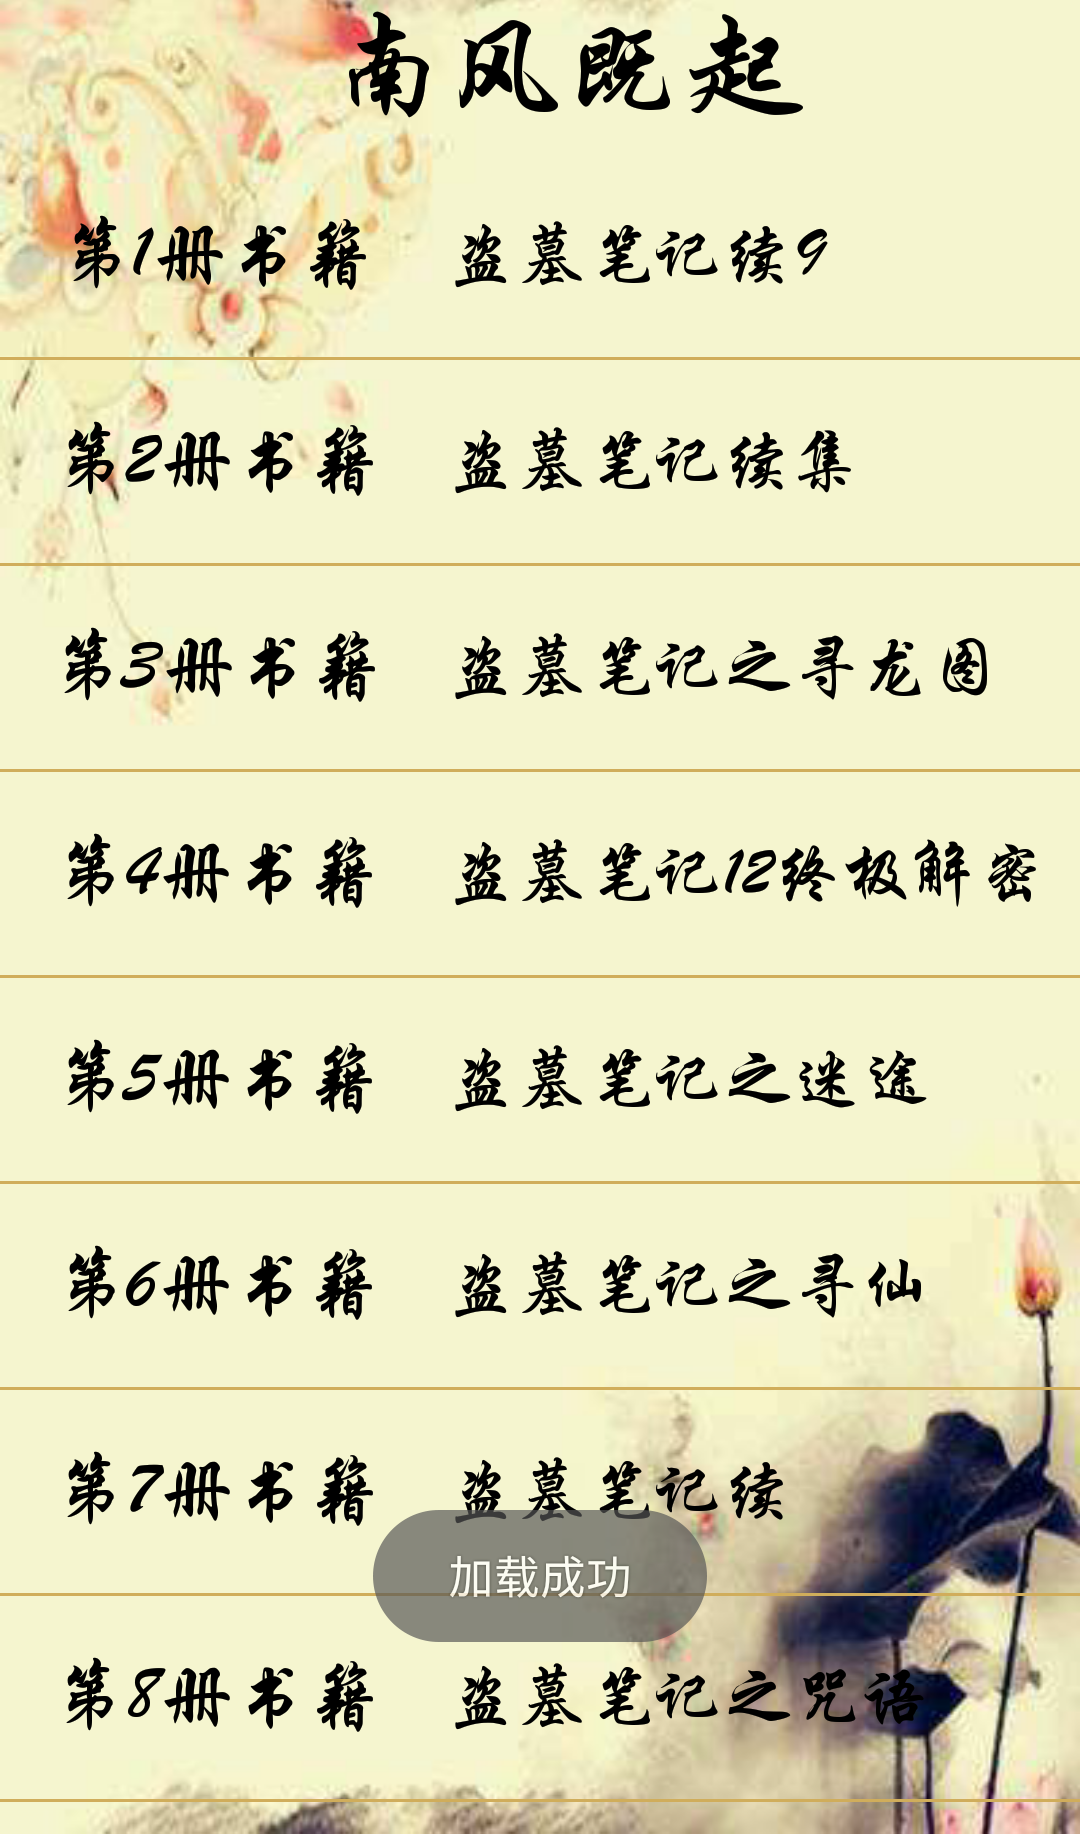 南风既起
第1册书籍 盗墓笔记续9
第2册书籍 盗墓笔记续集
第3册书籍 盗墓笔记之寻龙图
第4册书籍 盗墓笔记12终极解密
第5册书籍 盗墓笔记之迷途
第6册书籍 盗墓笔记之寻仙
第7册书籍 盗墓笔记续
加载成功
第8册书籍 盗墓笔记之咒语